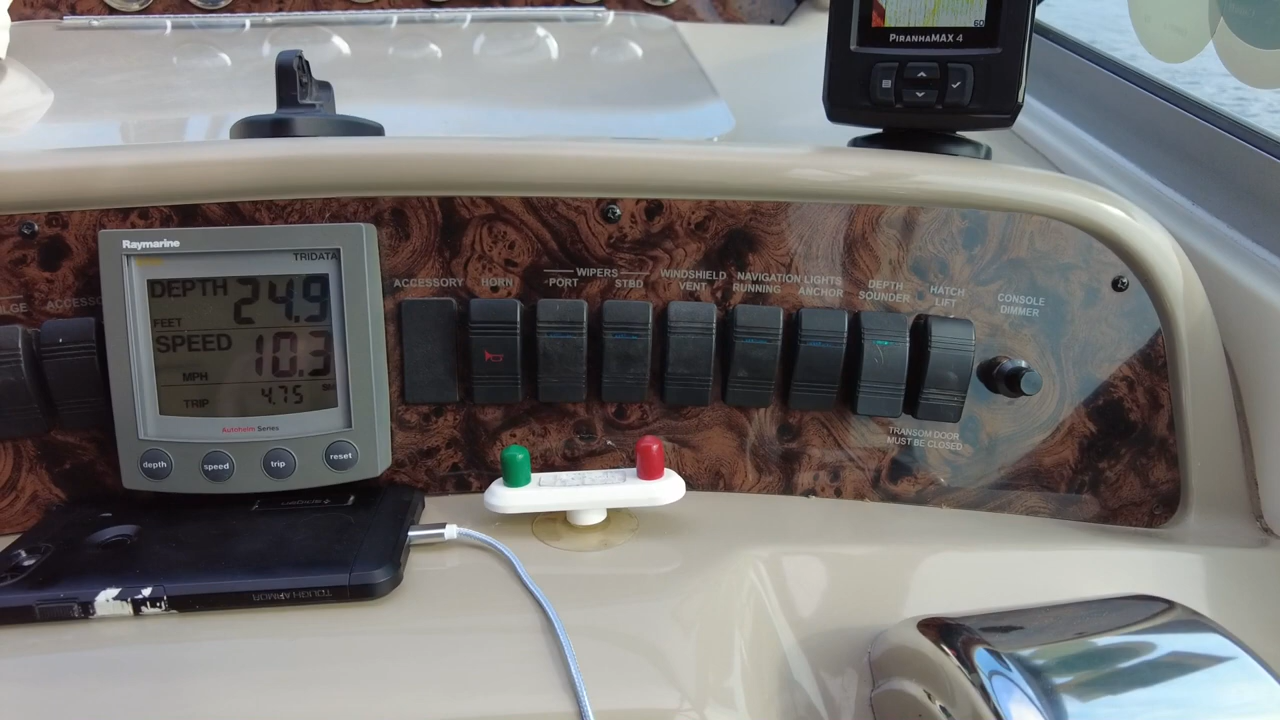 60
PIRANHAMAX 4
Raymarine
TRIDATA
DEPTH 24.9
FEET
SPEED 10.3
MPH
TRIP 4.75
Autohelm Series
depth
speed
trip
reset
ACCESSORY
HORN
WIPERS
PORT
STBD
WINDSHIELD
VENT
NAVIGATION LIGHTS
RUNNING
ANCHOR
DEPTH
SOUNDER
HATCH
LIFT
CONSOLE
DIMMER
TRANSOM DOOR
MUST BE CLOSED
TOUGH ARMOR
spigen